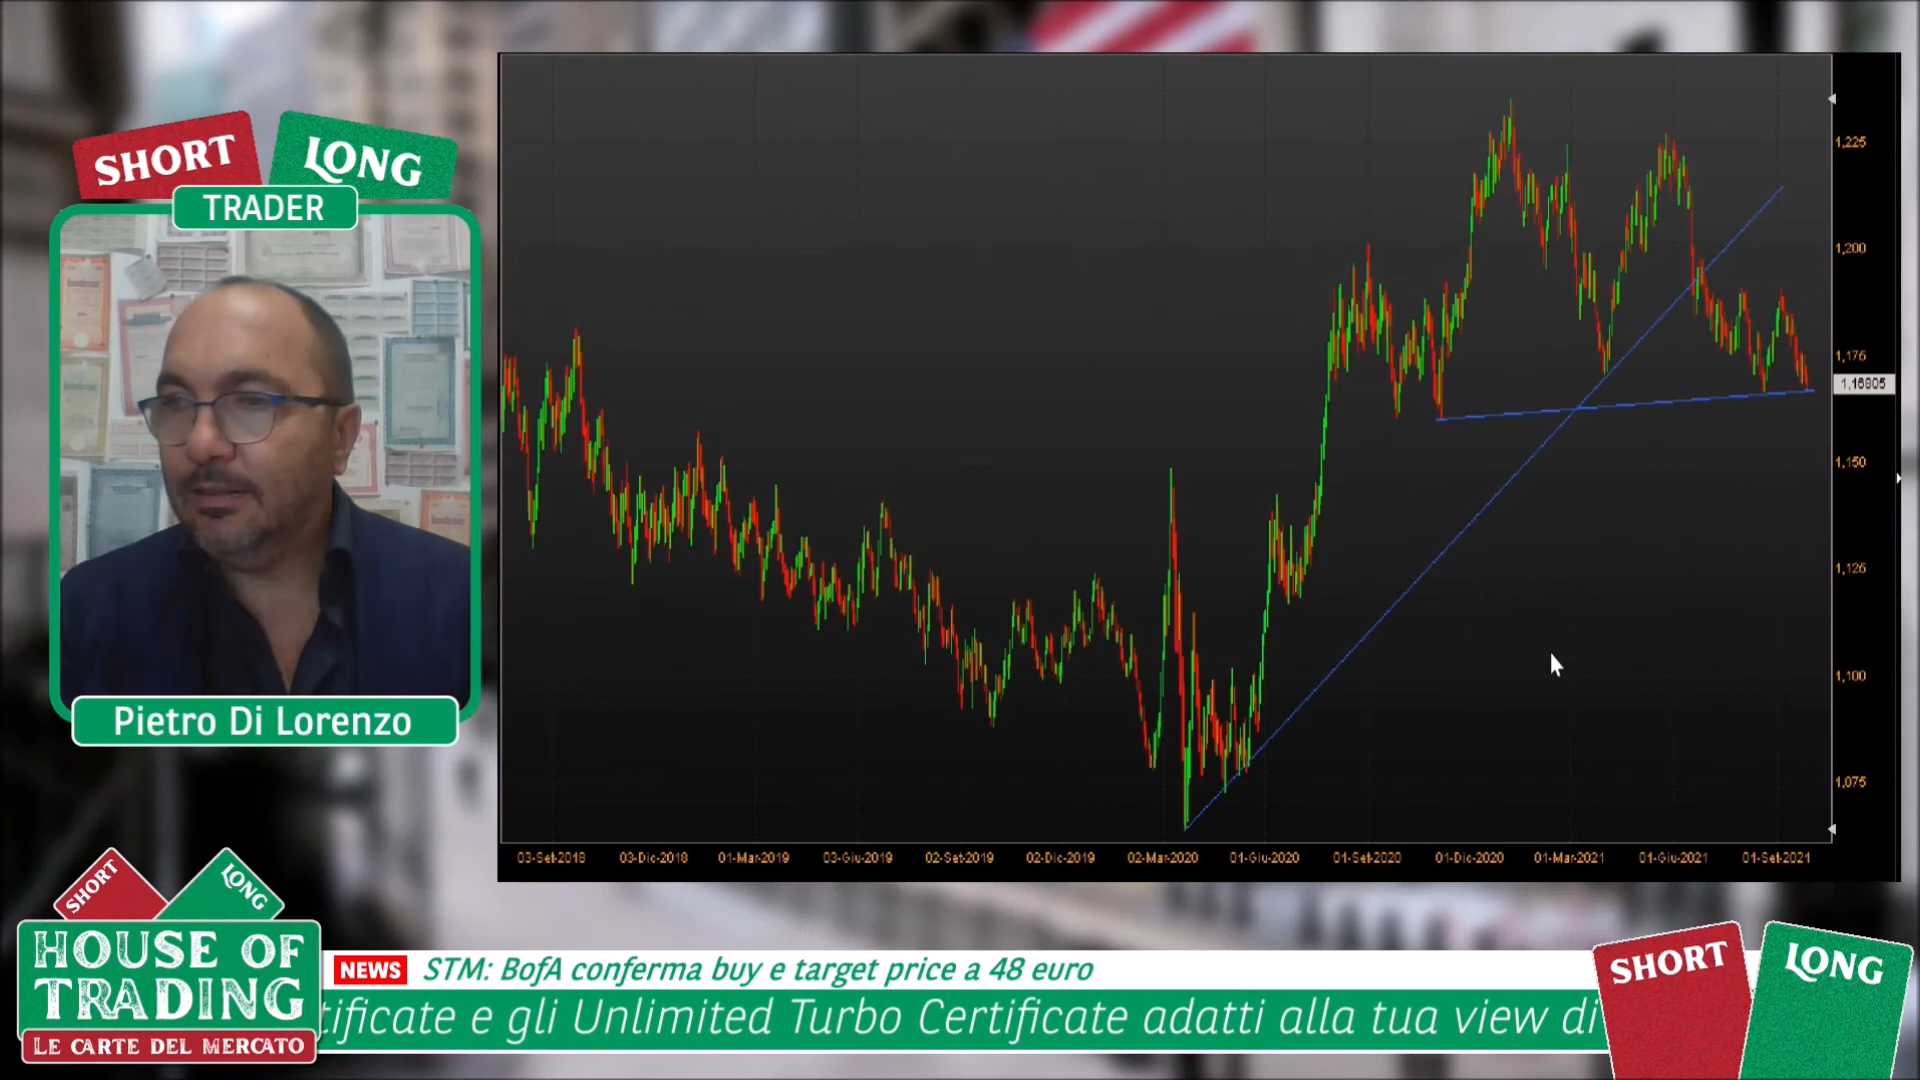 SHORT
LONG
TRADER
Pietro Di Lorenzo
1,225
1,200
1,175
1,16805
1,150
1,125
1,100
1,075
03-Set-2018
03-Dic-2018
01-Mar-2019
03-Giu-2019
02-Set-2019
02-Dic-2019
02-Mar-2020
01-Giu-2020
01-Set-2020
01-Dic-2020
01-Mar-2021
01-Giu-2021
01-Set-2021
SHORT
LONG
HOUSE OF
TRADING
LE CARTE DEL MERCATO
NEWS STM: BofA conferma buy e target price a 48 euro
tificate e gli Unlimited Turbo Certificate adatti alla tua view di
SHORT
LONG